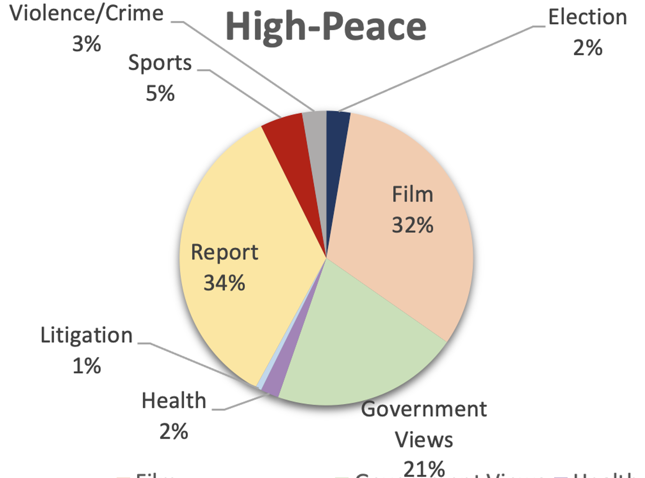 High-Peace
Violence/Crime
3%
Sports
5%
Election
2%
Film
32%
Report
34%
Litigation
1%
Health
2%
Government
Views
21%
Film